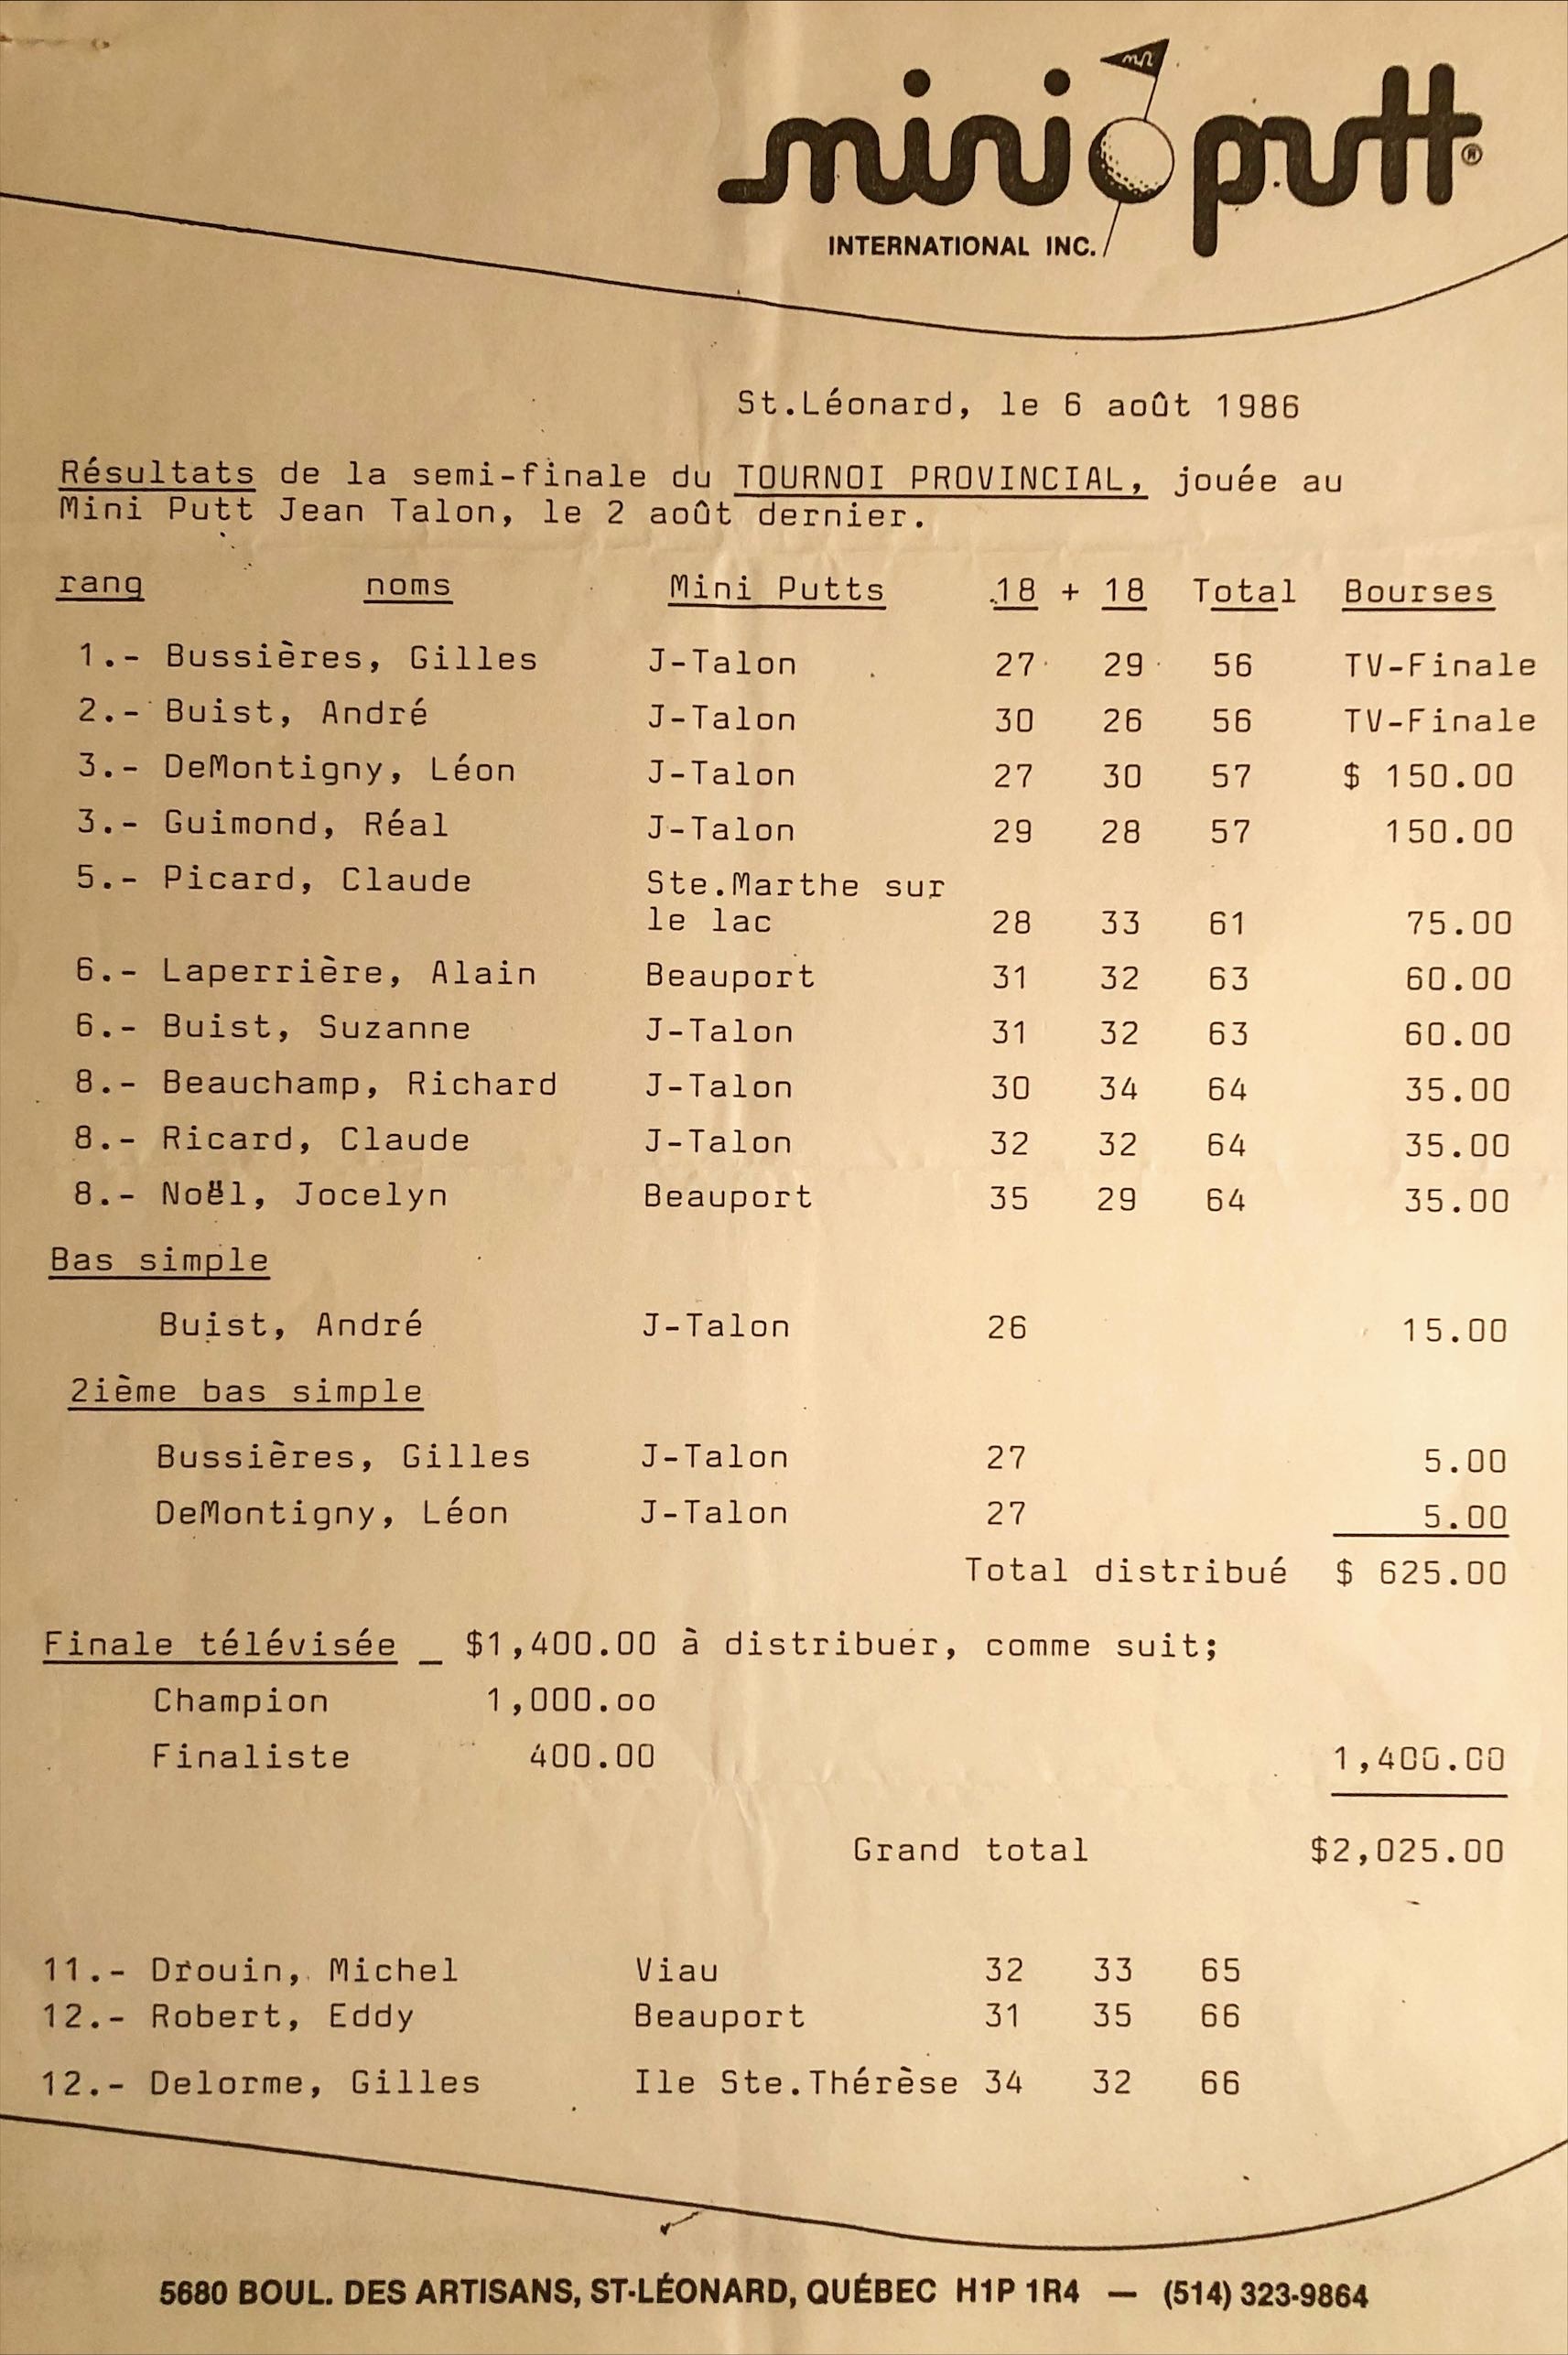 mini putt®
INTERNATIONAL INC.
St.Léonard, le 6 août 1986
Résultats de la semi-finale du TOURNOI PROVINCIAL, jouée au
Mini Putt Jean Talon, le 2 août dernier.
rang noms Mini Putts 18 + 18 Total Bourses
1.- Bussières, Gilles J-Talon 27 29 56 TV-Finale
2.- Buist, André J-Talon 30 26 56 TV-Finale
3.- DeMontigny, Léon J-Talon 27 30 57 $ 150.00
3.- Guimond, Réal J-Talon 29 28 57 150.00
5.- Picard, Claude Ste.Marthe sur
le lac 28 33 61 75.00
6.- Laperrière, Alain Beauport 31 32 63 60.00
6.- Buist, Suzanne J-Talon 31 32 63 60.00
8.- Beauchamp, Richard J-Talon 30 34 64 35.00
8.- Ricard, Claude J-Talon 32 32 64 35.00
8.- Noël, Jocelyn Beauport 35 29 64 35.00
Bas simple
Buist, André J-Talon 26 15.00
2ième bas simple
Bussières, Gilles J-Talon 27 5.00
DeMontigny, Léon J-Talon 27 5.00
Total distribué $ 625.00
Finale télévisée _ $1,400.00 à distribuer, comme suit;
Champion 1,000.oo
Finaliste 400.00 1,400.00
Grand total $2,025.00
11.- Drouin, Michel Viau 32 33 65
12.- Robert, Eddy Beauport 31 35 66
12.- Delorme, Gilles Ile Ste.Thérèse 34 32 66
5680 BOUL. DES ARTISANS, ST-LÉONARD, QUÉBEC H1P 1R4 — (514) 323-9864